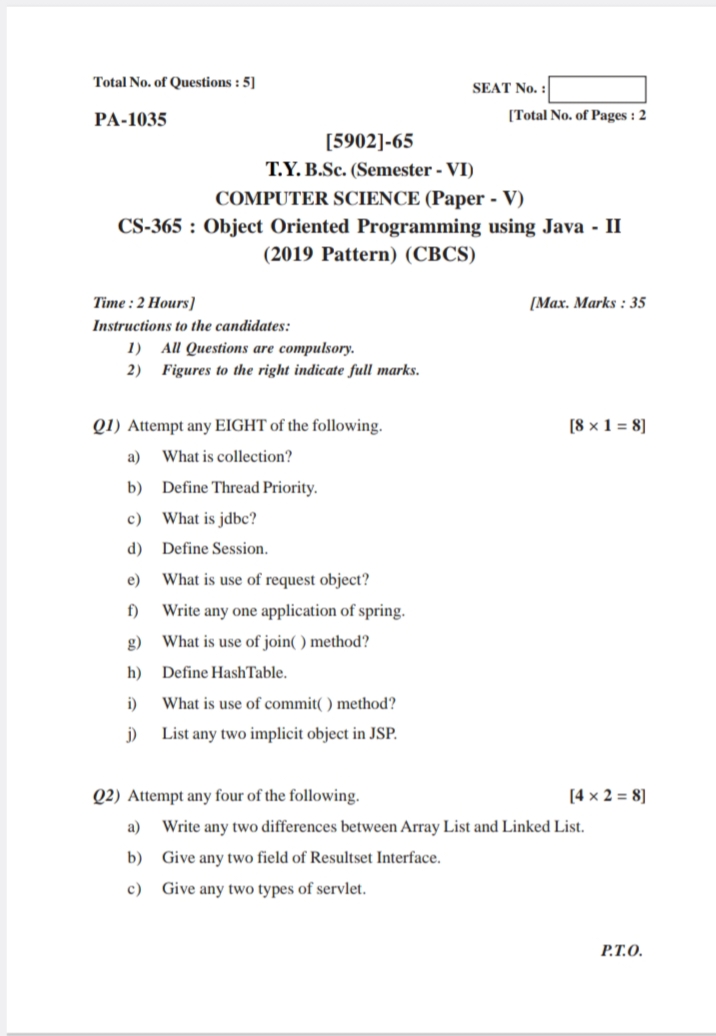 Total No. of Questions : 5]
SEAT No. :
PA-1035
[Total No. of Pages : 2
[5902]-65
T.Y. B.Sc. (Semester - VI)
COMPUTER SCIENCE (Paper - V)
CS-365 : Object Oriented Programming using Java - II
(2019 Pattern) (CBCS)
Time : 2 Hours] [Max. Marks : 35
Instructions to the candidates:
1) All Questions are compulsory.
2) Figures to the right indicate full marks.
Q1) Attempt any EIGHT of the following. [8 × 1 = 8]
a) What is collection?
b) Define Thread Priority.
c) What is jdbc?
d) Define Session.
e) What is use of request object?
f) Write any one application of spring.
g) What is use of join( ) method?
h) Define HashTable.
i) What is use of commit( ) method?
j) List any two implicit object in JSP.
Q2) Attempt any four of the following. [4 × 2 = 8]
a) Write any two differences between Array List and Linked List.
b) Give any two field of Resultset Interface.
c) Give any two types of servlet.
P.T.O.